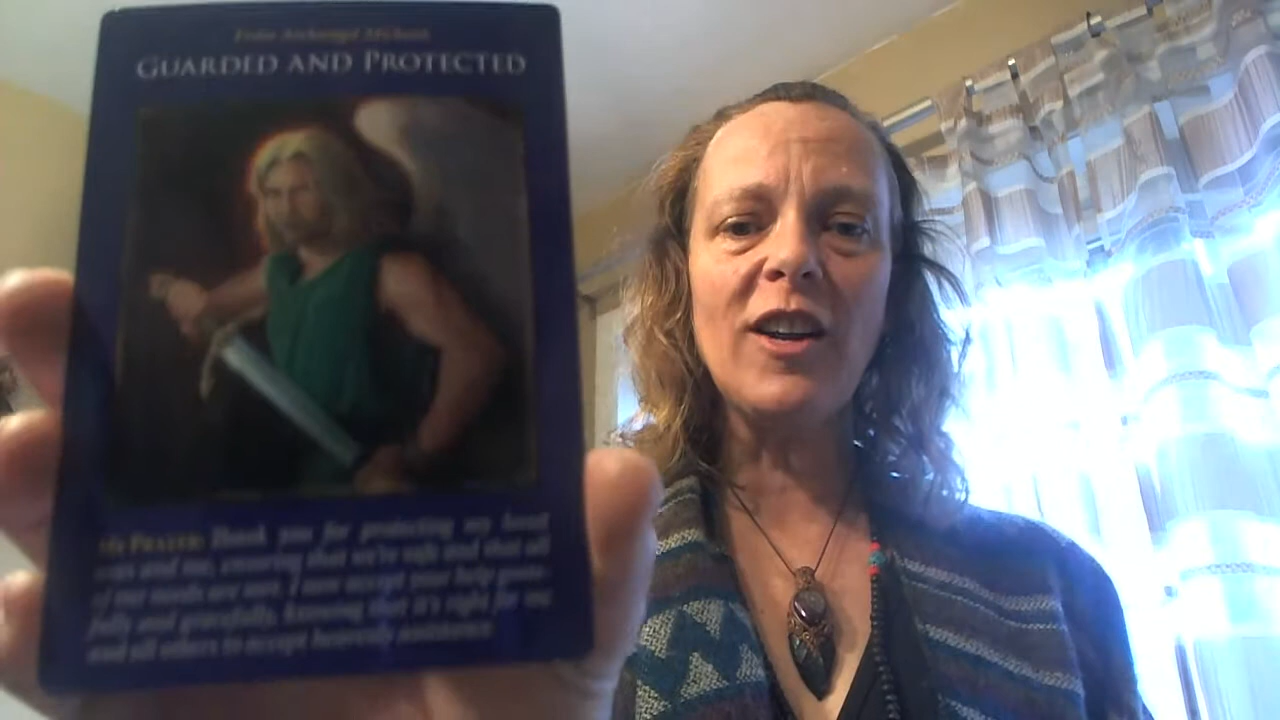 From Archangel Michael:
GUARDED AND PROTECTED
MY PRAYER: Thank you for protecting my loved
ones and me, ensuring that we're safe and that all
of our needs are met. I now accept your help grate-
fully and gracefully, knowing that it's right for me
and all others to accept heavenly assistance.